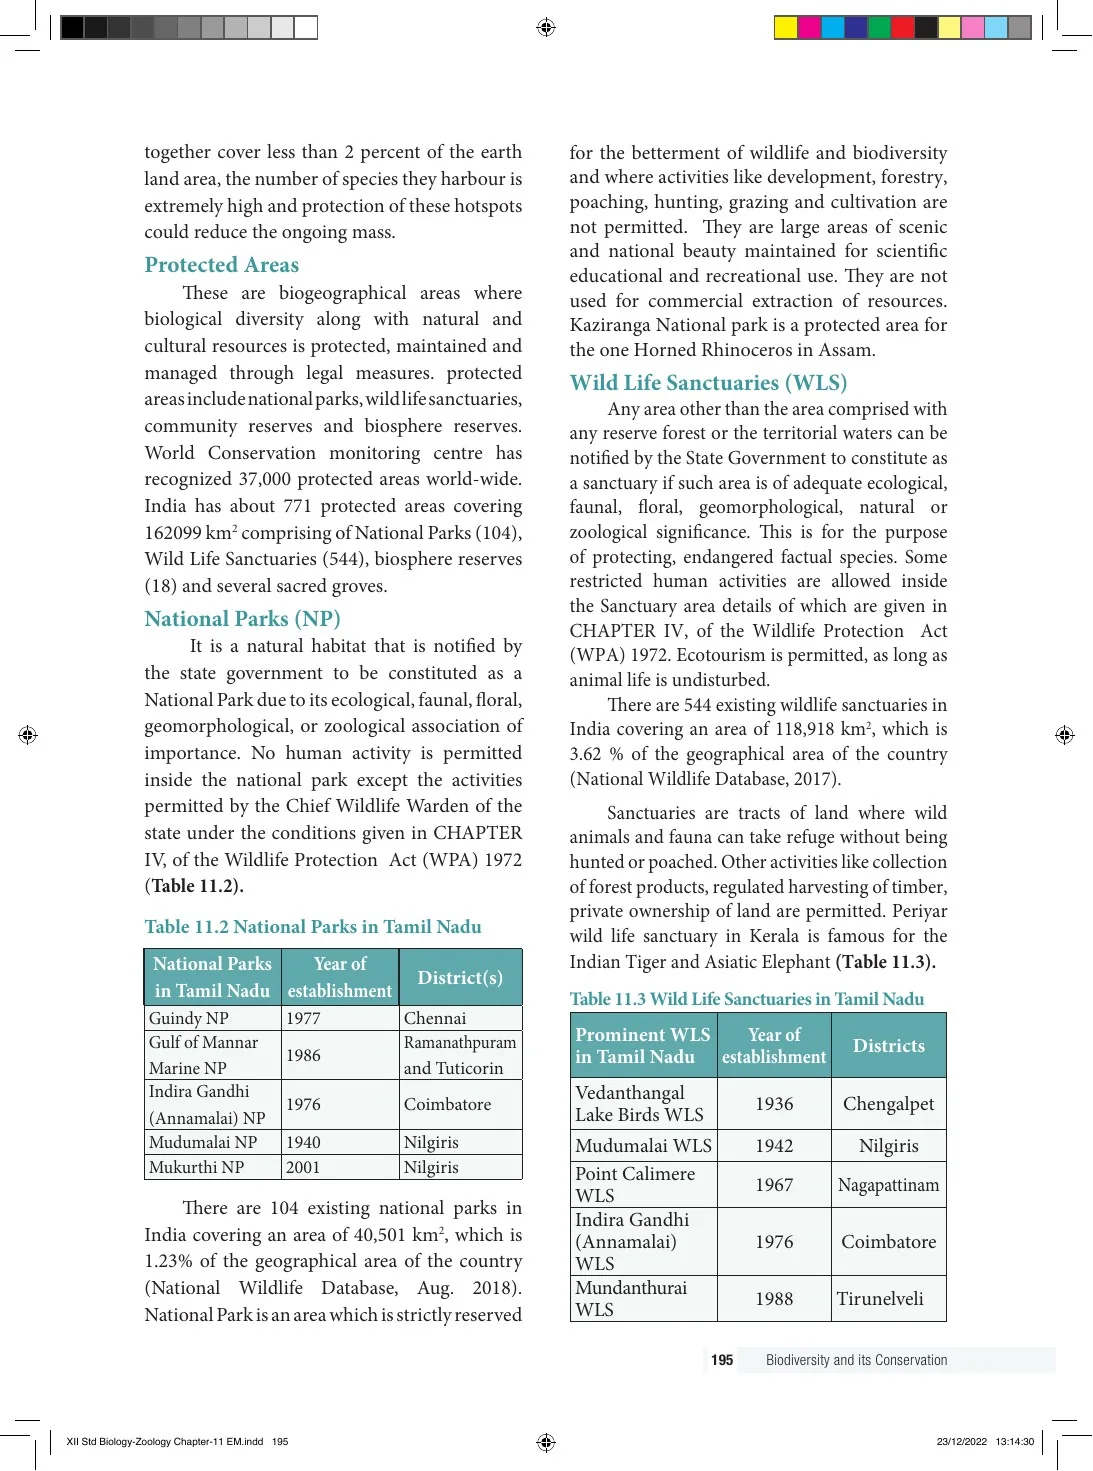 together cover less than 2 percent of the earth
land area, the number of species they harbour is
extremely high and protection of these hotspots
could reduce the ongoing mass.
Protected Areas
These are biogeographical areas where
biological diversity along with natural and
cultural resources is protected, maintained and
managed through legal measures. protected
areas include national parks, wild life sanctuaries,
community reserves and biosphere reserves.
World Conservation monitoring centre has
recognized 37,000 protected areas world-wide.
India has about 771 protected areas covering
162099 km² comprising of National Parks (104),
Wild Life Sanctuaries (544), biosphere reserves
(18) and several sacred groves.
National Parks (NP)
It is a natural habitat that is notified by
the state government to be constituted as a
National Park due to its ecological, faunal, floral,
geomorphological, or zoological association of
importance. No human activity is permitted
inside the national park except the activities
permitted by the Chief Wildlife Warden of the
state under the conditions given in CHAPTER
IV, of the Wildlife Protection Act (WPA) 1972
(Table 11.2).
Table 11.2 National Parks in Tamil Nadu
National Parks in Tamil Nadu Year of establishment District(s)
Guindy NP 1977 Chennai
Gulf of Mannar Marine NP 1986 Ramanathpuram and Tuticorin
Indira Gandhi (Annamalai) NP 1976 Coimbatore
Mudumalai NP 1940 Nilgiris
Mukurthi NP 2001 Nilgiris
There are 104 existing national parks in
India covering an area of 40,501 km², which is
1.23% of the geographical area of the country
(National Wildlife Database, Aug. 2018).
National Park is an area which is strictly reserved
for the betterment of wildlife and biodiversity
and where activities like development, forestry,
poaching, hunting, grazing and cultivation are
not permitted. They are large areas of scenic
and national beauty maintained for scientific
educational and recreational use. They are not
used for commercial extraction of resources.
Kaziranga National park is a protected area for
the one Horned Rhinoceros in Assam.
Wild Life Sanctuaries (WLS)
Any area other than the area comprised with
any reserve forest or the territorial waters can be
notified by the State Government to constitute as
a sanctuary if such area is of adequate ecological,
faunal, floral, geomorphological, natural or
zoological significance. This is for the purpose
of protecting, endangered factual species. Some
restricted human activities are allowed inside
the Sanctuary area details of which are given in
CHAPTER IV, of the Wildlife Protection Act
(WPA) 1972. Ecotourism is permitted, as long as
animal life is undisturbed.
There are 544 existing wildlife sanctuaries in
India covering an area of 118,918 km², which is
3.62 % of the geographical area of the country
(National Wildlife Database, 2017).
Sanctuaries are tracts of land where wild
animals and fauna can take refuge without being
hunted or poached. Other activities like collection
of forest products, regulated harvesting of timber,
private ownership of land are permitted. Periyar
wild life sanctuary in Kerala is famous for the
Indian Tiger and Asiatic Elephant (Table 11.3).
Table 11.3 Wild Life Sanctuaries in Tamil Nadu
Prominent WLS in Tamil Nadu Year of establishment Districts
Vedanthangal Lake Birds WLS 1936 Chengalpet
Mudumalai WLS 1942 Nilgiris
Point Calimere WLS 1967 Nagapattinam
Indira Gandhi (Annamalai) WLS 1976 Coimbatore
Mundanthurai WLS 1988 Tirunelveli
195 Biodiversity and its Conservation
XII Std Biology-Zoology Chapter-11 EM.indd 195
23/12/2022 13:14:30